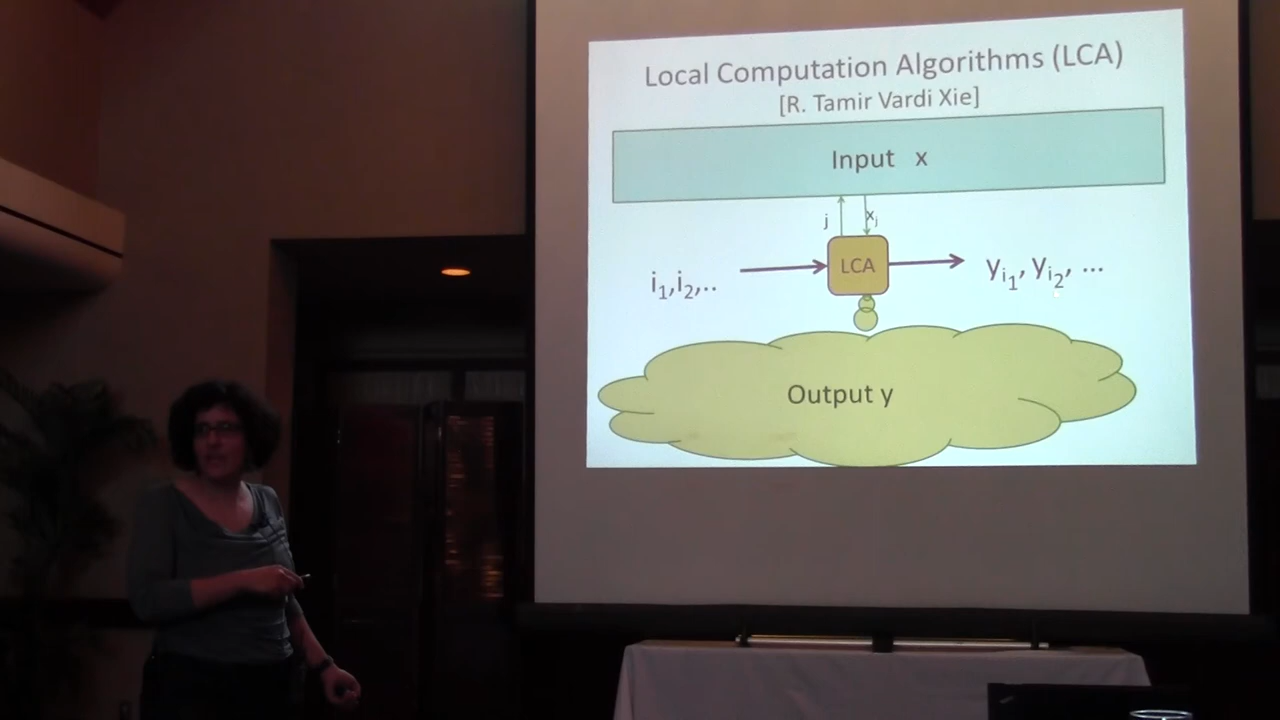 Local Computation Algorithms (LCA)
[R. Tamir Vardi Xie]
Input x
j xj
LCA
i1,i2,..
yi1, yi2, ...
Output y